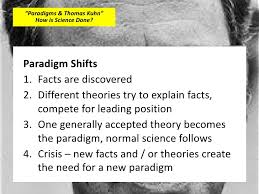 "Paradigms & Thomas Kuhn"
How is Science Done?
Paradigm Shifts
1. Facts are discovered
2. Different theories try to explain facts,
compete for leading position
3. One generally accepted theory becomes
the paradigm, normal science follows
4. Crisis – new facts and / or theories create
the need for a new paradigm